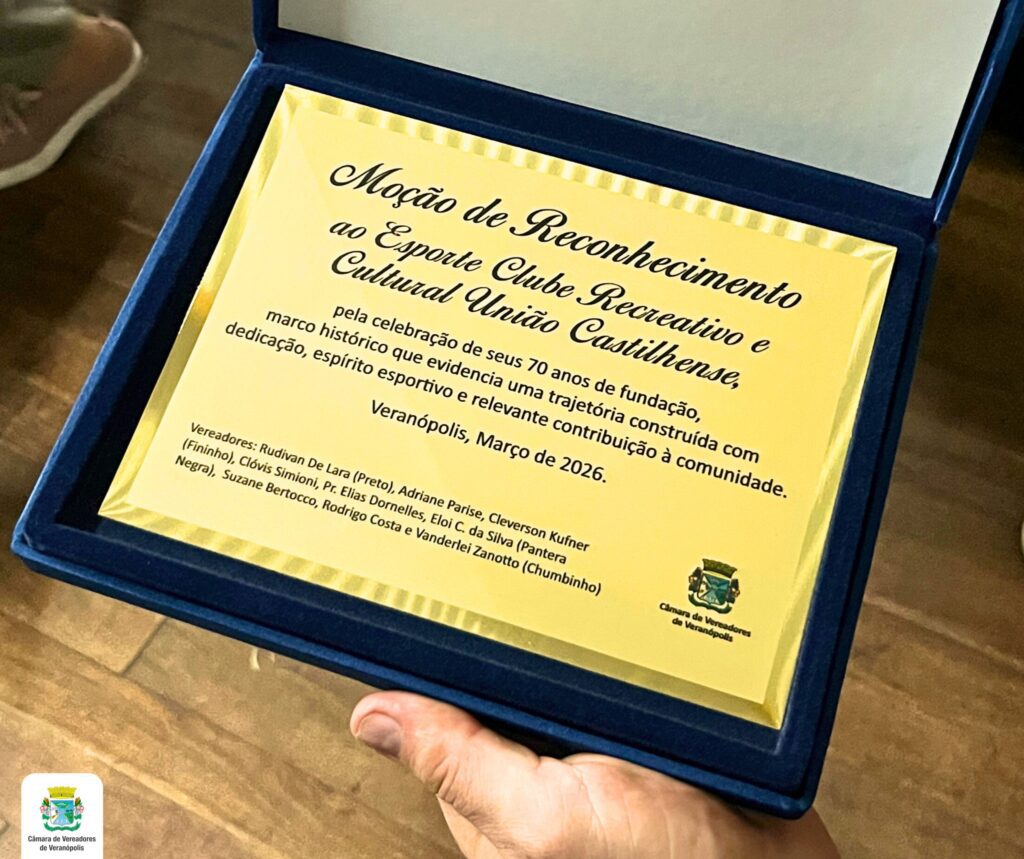 Moção de Reconhecimento
ao Esporte Clube Recreativo e
Cultural União Castilhense,
pela celebração de seus 70 anos de fundação,
marco histórico que evidencia uma trajetória construída com
dedicação, espírito esportivo e relevante contribuição à comunidade.
Veranópolis, Março de 2026.
Vereadores: Rudivan De Lara (Preto), Adriane Parise, Cleverson Kufner
(Fininho), Clóvis Simioni, Pr. Elias Dornelles, Eloi C. da Silva (Pantera
Negra), Suzane Bertocco, Rodrigo Costa e Vanderlei Zanotto (Chumbinho)
Câmara de Vereadores
de Veranópolis
Câmara de Vereadores
de Veranópolis